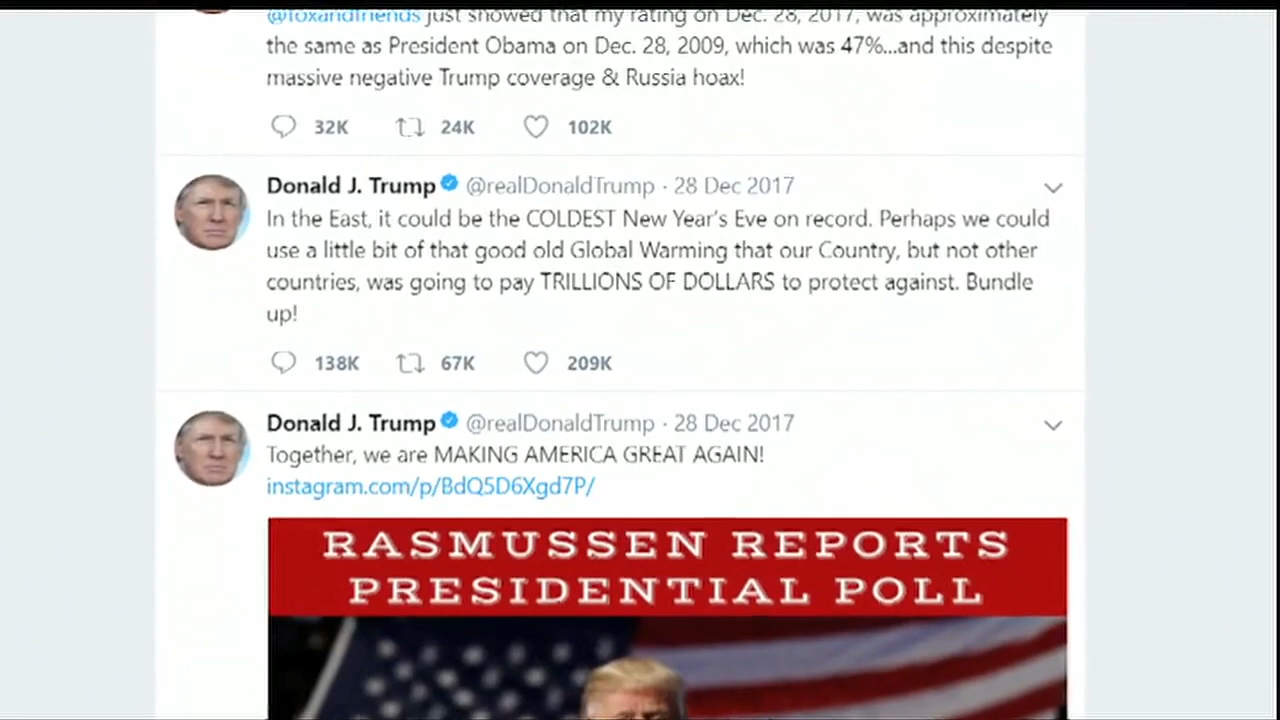 @foxandfriends just showed that my rating on Dec. 28, 2017, was approximately
the same as President Obama on Dec. 28, 2009, which was 47%...and this despite
massive negative Trump coverage & Russia hoax!
32K 24K 102K
Donald J. Trump @realDonaldTrump · 28 Dec 2017
In the East, it could be the COLDEST New Year's Eve on record. Perhaps we could
use a little bit of that good old Global Warming that our Country, but not other
countries, was going to pay TRILLIONS OF DOLLARS to protect against. Bundle
up!
138K 67K 209K
Donald J. Trump @realDonaldTrump · 28 Dec 2017
Together, we are MAKING AMERICA GREAT AGAIN!
instagram.com/p/BdQ5D6Xgd7P/
RASMUSSEN REPORTS
PRESIDENTIAL POLL